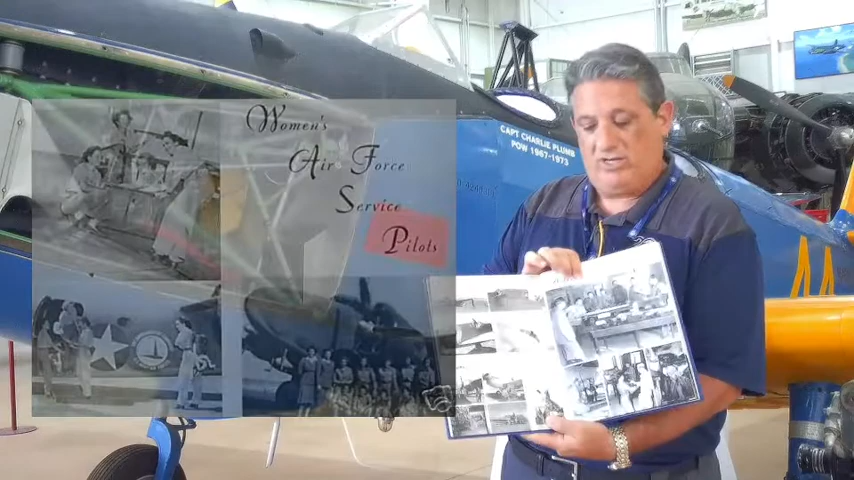 Women's
Air Force
Service
Pilots
CAPT CHARLIE PLUMB
POW 1967-1973